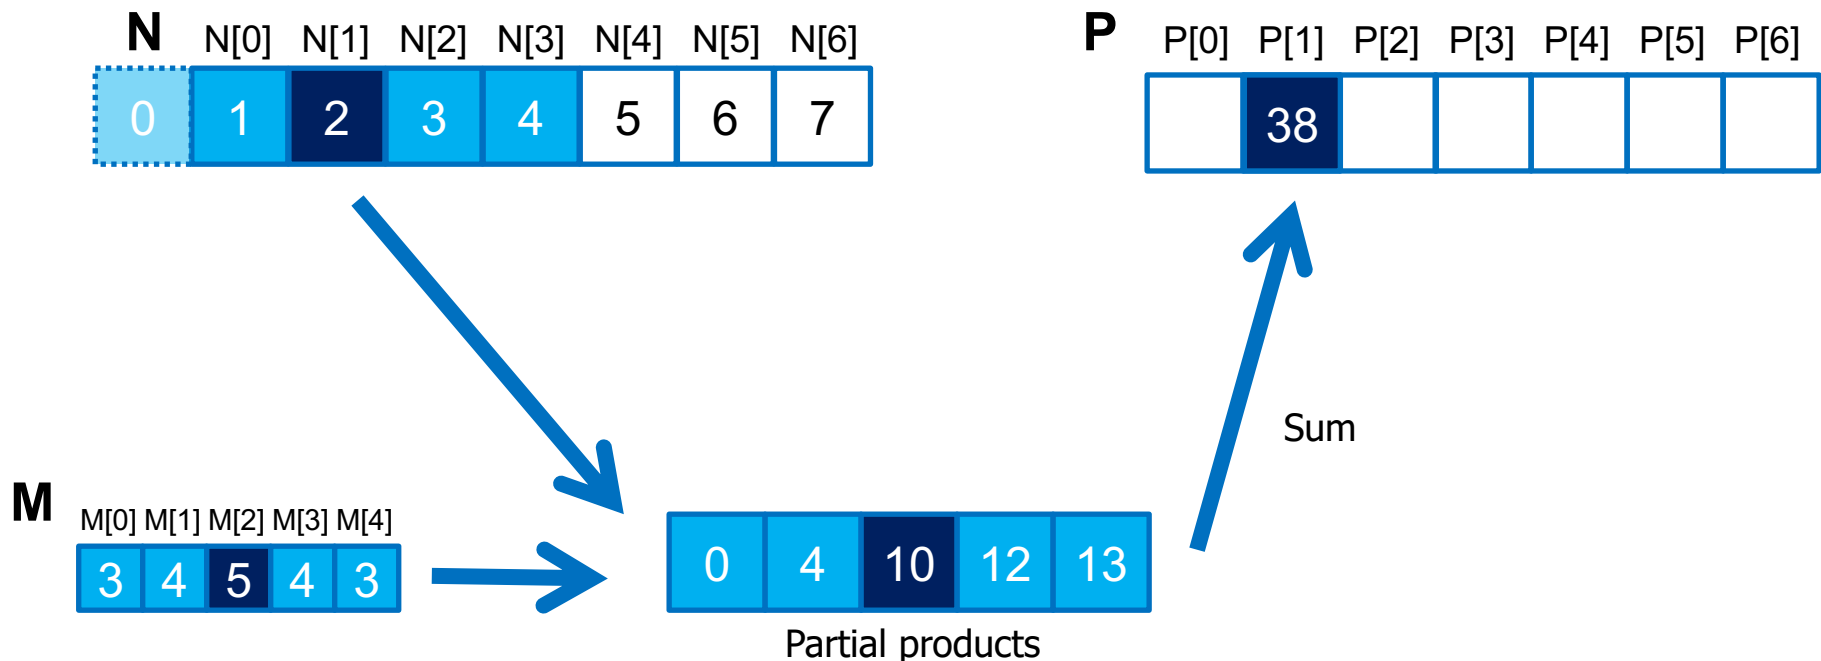 N N[0] N[1] N[2] N[3] N[4] N[5] N[6]
0 1 2 3 4 5 6 7
P P[0] P[1] P[2] P[3] P[4] P[5] P[6]
38
Sum
M M[0] M[1] M[2] M[3] M[4]
3 4 5 4 3
0 4 10 12 13
Partial products